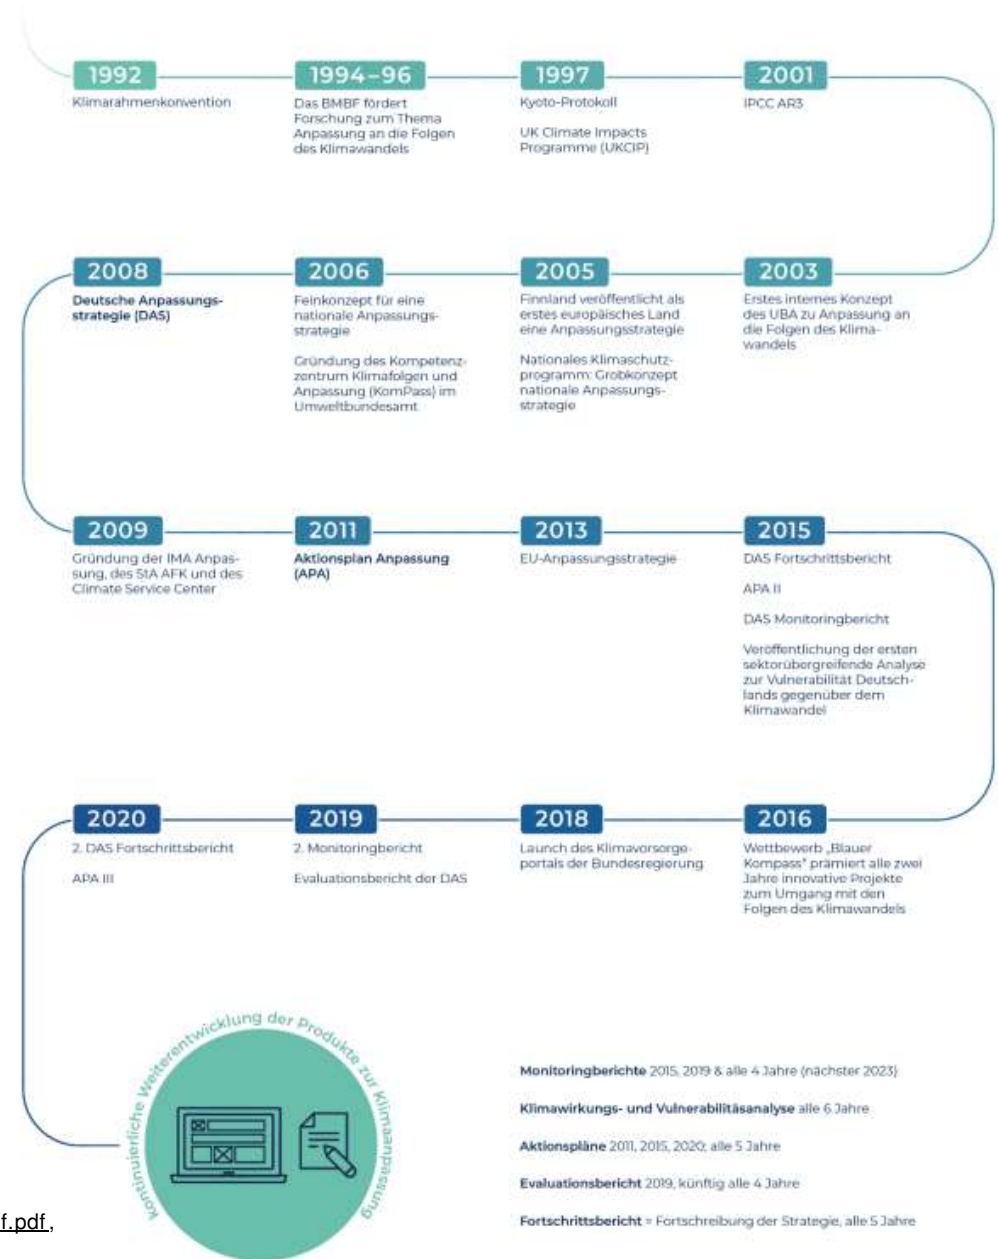 1992
Klimarahmenkonvention
1994–96
Das BMBF fördert
Forschung zum Thema
Anpassung an die Folgen
des Klimawandels
1997
Kyoto-Protokoll
UK Climate Impacts
Programme (UKCIP)
2001
IPCC AR3
2003
Erstes internes Konzept
des UBA zu Anpassung an
die Folgen des Klima-
wandels
2005
Finnland veröffentlicht als
erstes europäisches Land
eine Anpassungsstrategie
Nationales Klimaschutz-
programm: Grobkonzept
nationale Anpassungs-
strategie
2006
Feinkonzept für eine
nationale Anpassungs-
strategie
Gründung des Kompetenz-
zentrum Klimafolgen und
Anpassung (KomPass) im
Umweltbundesamt
2008
Deutsche Anpassungs-
strategie (DAS)
2009
Gründung der IMA Anpas-
sung, des StA AFK und des
Climate Service Center
2011
Aktionsplan Anpassung
(APA)
2013
EU-Anpassungsstrategie
2015
DAS Fortschrittsbericht
APA II
DAS Monitoringbericht
Veröffentlichung der ersten
sektorübergreifende Analyse
zur Vulnerabilität Deutsch-
lands gegenüber dem
Klimawandel
2016
Wettbewerb „Blauer
Kompass“ prämiert alle zwei
Jahre innovative Projekte
zum Umgang mit den
Folgen des Klimawandels
2018
Launch des Klimavorsorge-
portals der Bundesregierung
2019
2. Monitoringbericht
Evaluationsbericht der DAS
2020
2. DAS Fortschrittsbericht
APA III
Kontinuierliche Weiterentwicklung der Produkte zur Klimaanpassung
Monitoringberichte 2015, 2019 & alle 4 Jahre (nächster 2023)
Klimawirkungs- und Vulnerabilitäsanalyse alle 6 Jahre
Aktionspläne 2011, 2015, 2020; alle 5 Jahre
Evaluationsbericht 2019, künftig alle 4 Jahre
Fortschrittsbericht = Fortschreibung der Strategie, alle 5 Jahre
f.pdf,